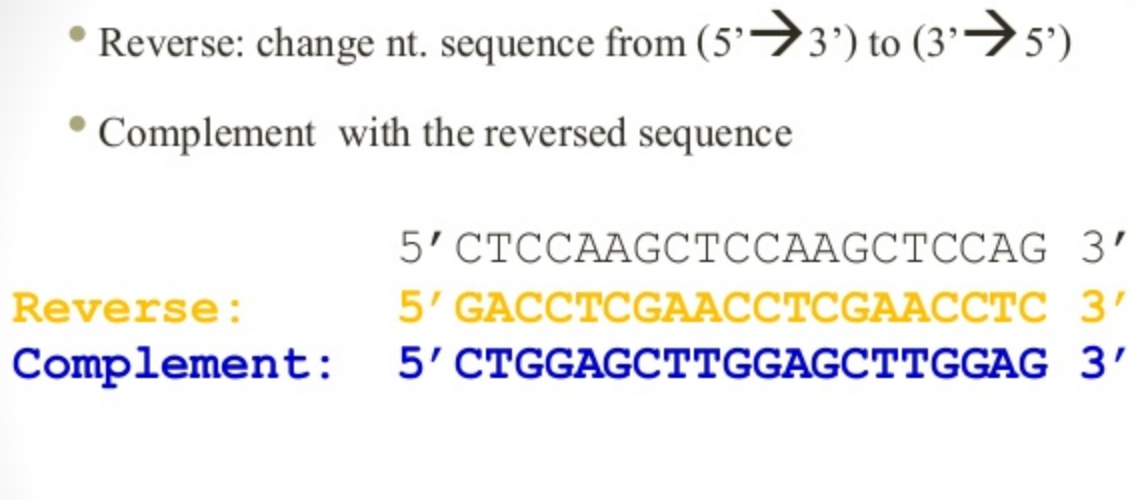 • Reverse: change nt. sequence from (5’→3’) to (3’→5’)
• Complement with the reversed sequence
5’CTCCAAGCTCCAAGCTCCAG 3’
Reverse: 5’GACCTCGAACCTCGAACCTC 3’
Complement: 5’CTGGAGCTTGGAGCTTGGAG 3’